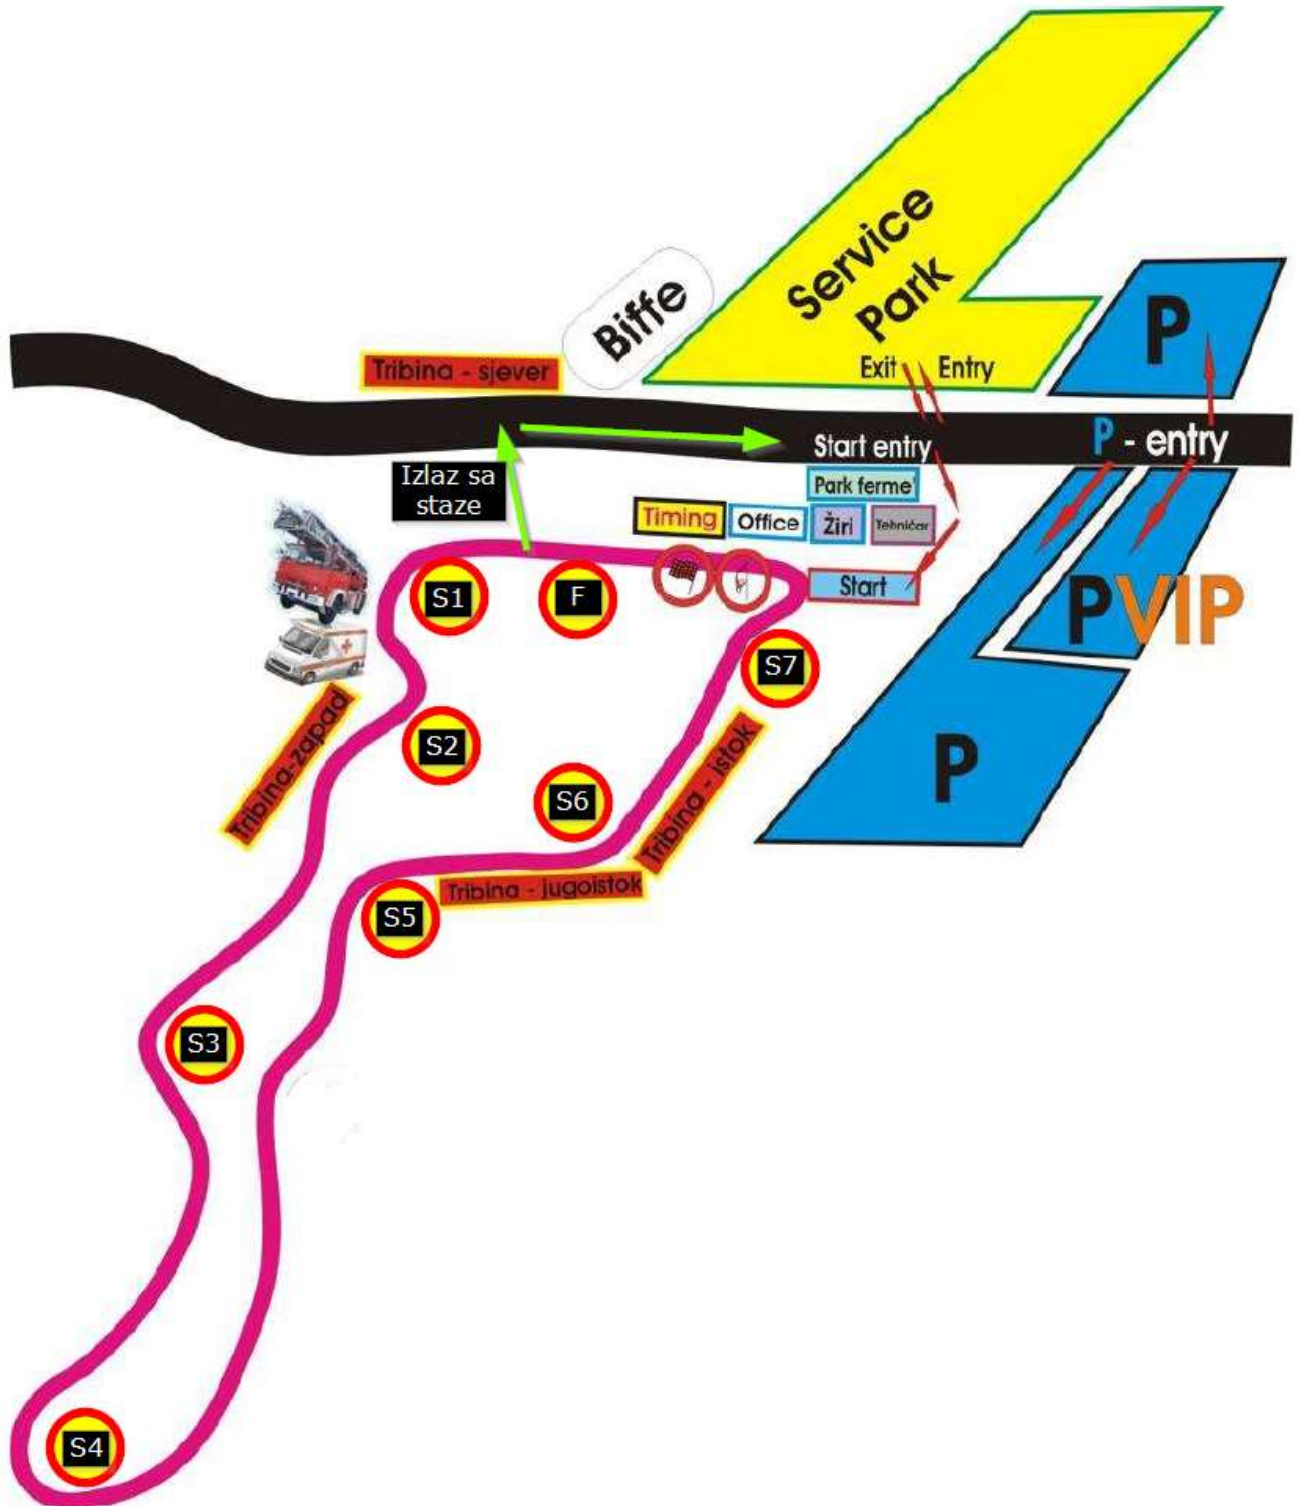 Service
Park
Biffe
P
Exit
Entry
Tribina - sjever
Start entry
P - entry
Izlaz sa
staze
Park ferme'
Timing
Office
Žiri
Tehničar
Start
S1
F
PVIP
S7
Tribina-zapad
S2
Tribina - istok
P
S6
Tribina - jugoistok
S5
S3
S4